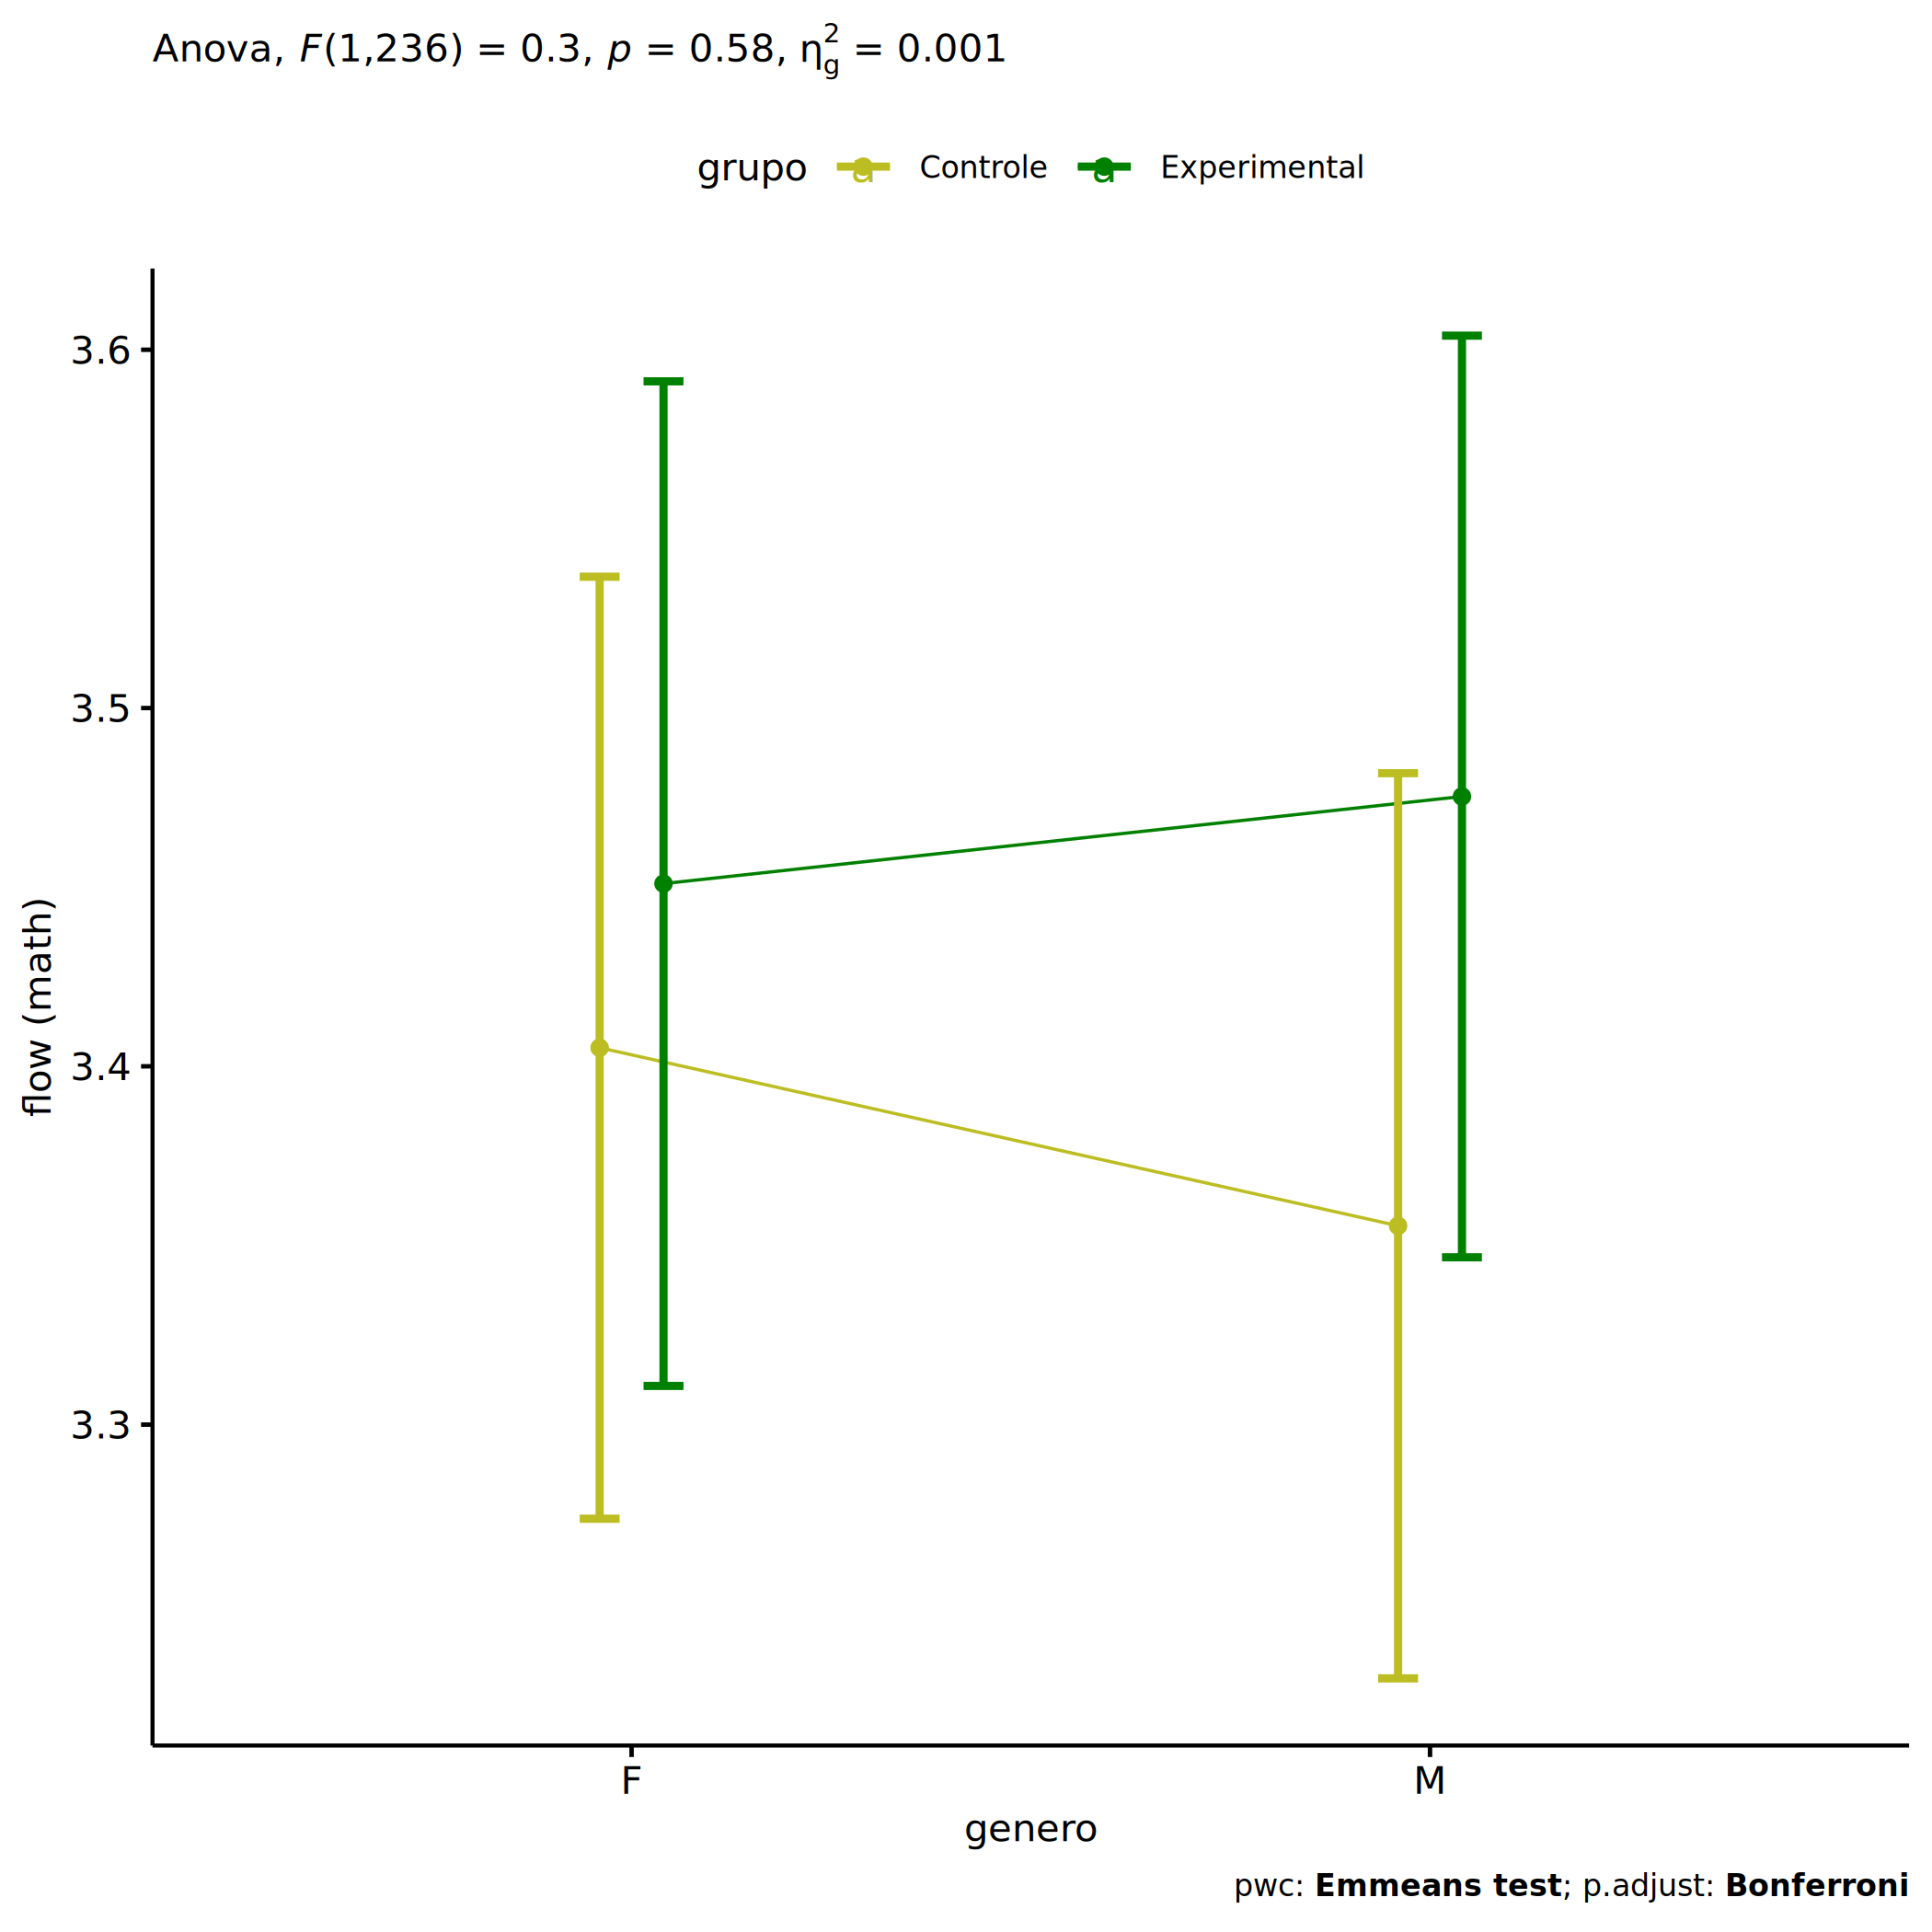 Anova, F(1,236) = 0.3, p = 0.58, η²g = 0.001
grupo a Controle a Experimental
3.6
3.5
3.4
3.3
flow (math)
F M
genero
pwc: Emmeans test; p.adjust: Bonferroni